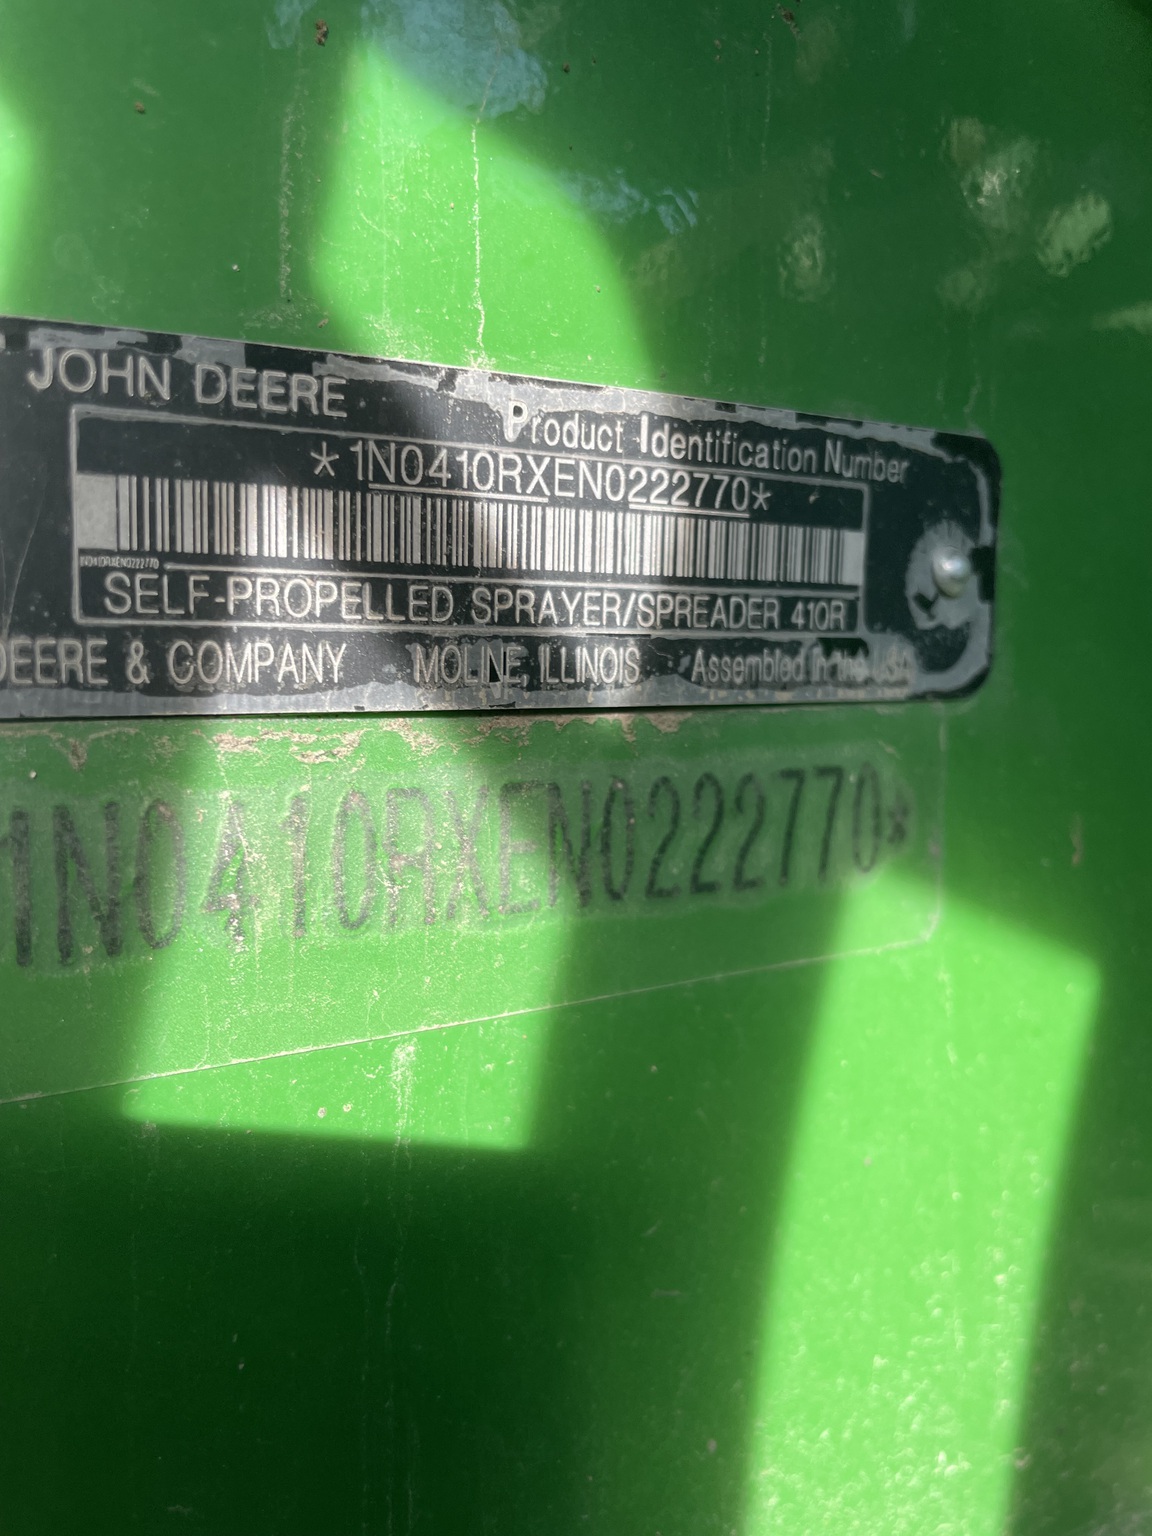 JOHN DEERE
Product Identification Number
*1N0410RXEN0222770*
1N0410RXEN0222770
SELF-PROPELLED SPRAYER/SPREADER 410R
DEERE & COMPANY MOLINE, ILLINOIS Assembled in the USA
1N0410RXEN0222770*